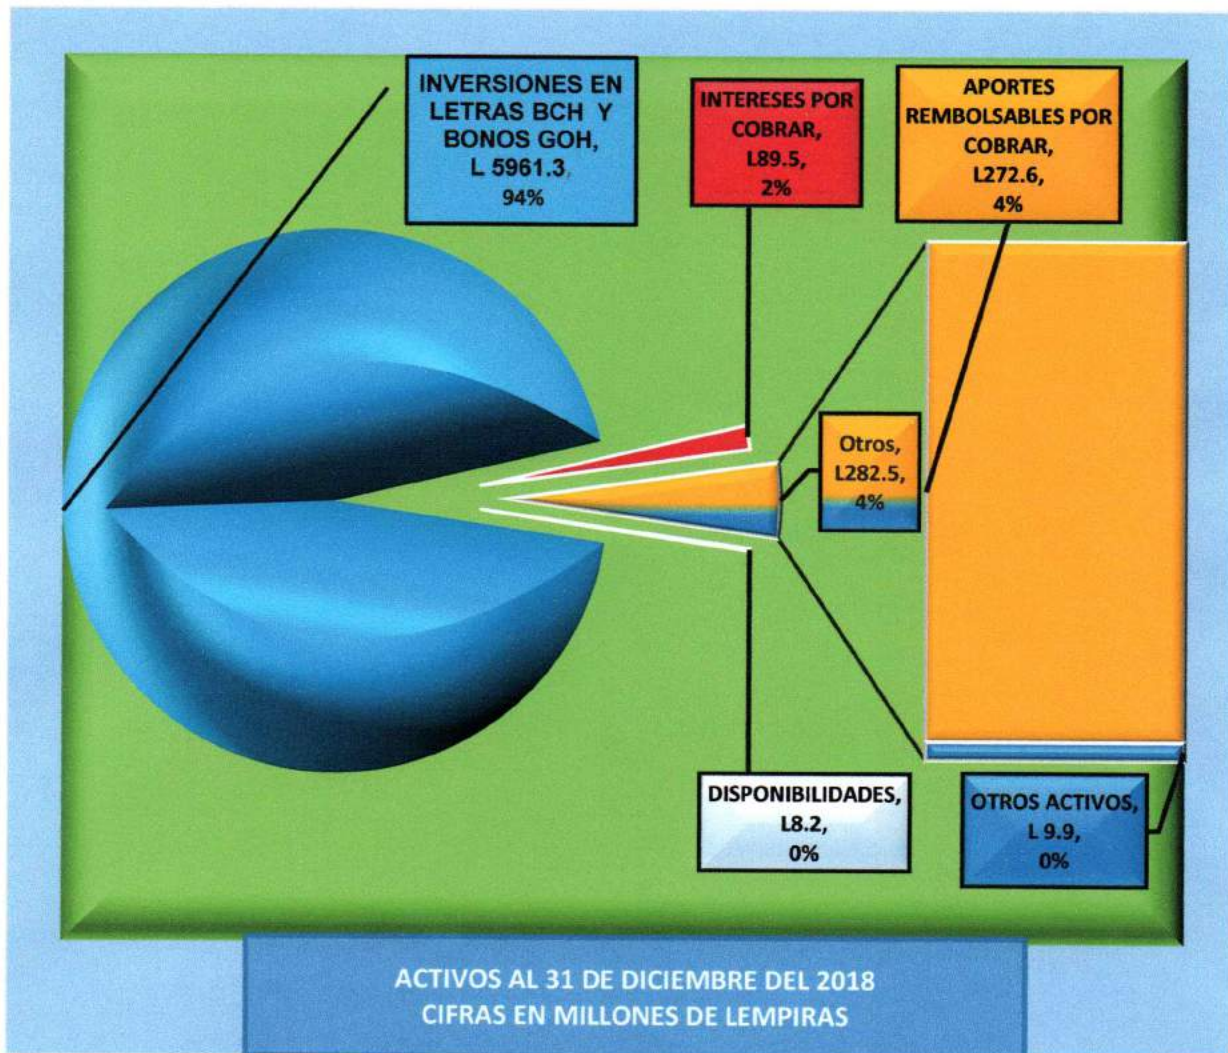 INVERSIONES EN
LETRAS BCH Y
BONOS GOH,
L 5961.3,
94%
INTERESES POR
COBRAR,
L89.5,
2%
APORTES
REMBOLSABLES POR
COBRAR,
L272.6,
4%
Otros,
L282.5,
4%
DISPONIBILIDADES,
L8.2,
0%
OTROS ACTIVOS,
L 9.9,
0%
ACTIVOS AL 31 DE DICIEMBRE DEL 2018
CIFRAS EN MILLONES DE LEMPIRAS